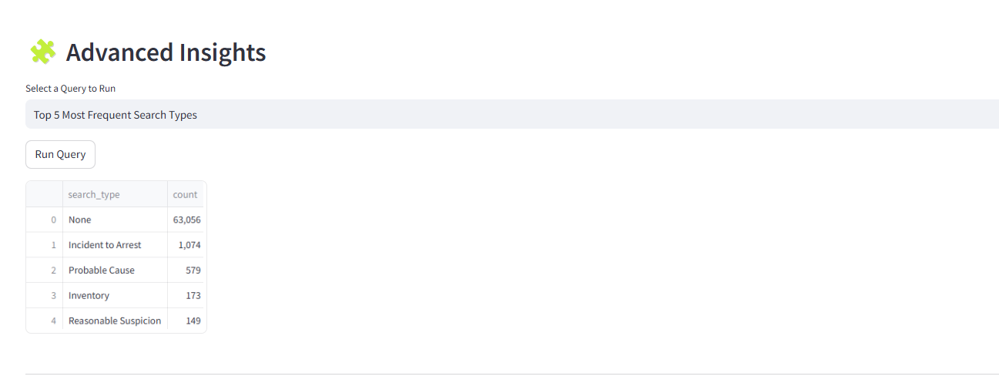 Advanced Insights
Select a Query to Run
Top 5 Most Frequent Search Types
Run Query
search_type count
0 None 63,056
1 Incident to Arrest 1,074
2 Probable Cause 579
3 Inventory 173
4 Reasonable Suspicion 149